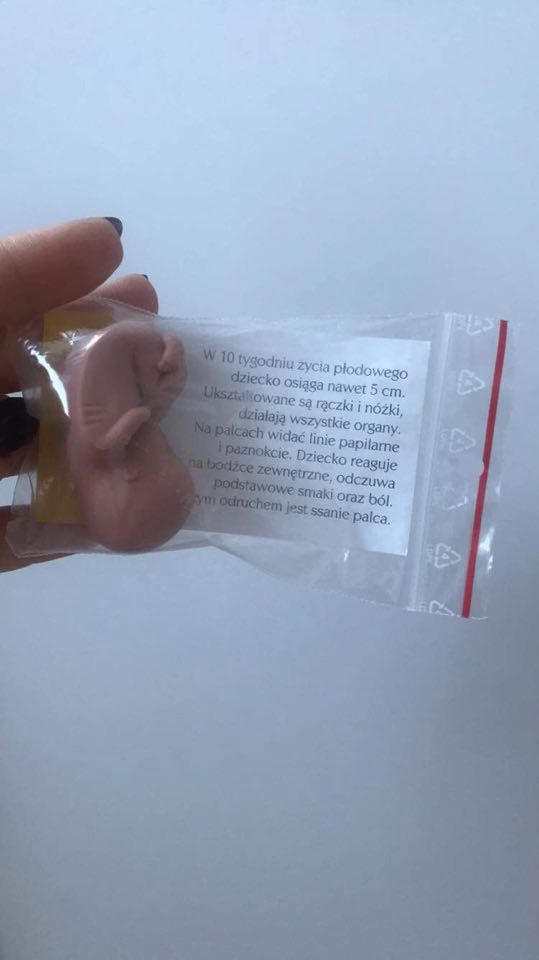 W 10 tygodniu życia płodowego
dziecko osiąga nawet 5 cm.
Ukształtowane są rączki i nóżki,
działają wszystkie organy.
Na palcach widać linie papilarne
i paznokcie. Dziecko reaguje
na bodźce zewnętrzne, odczuwa
podstawowe smaki oraz ból.
odruchem jest ssanie palca.